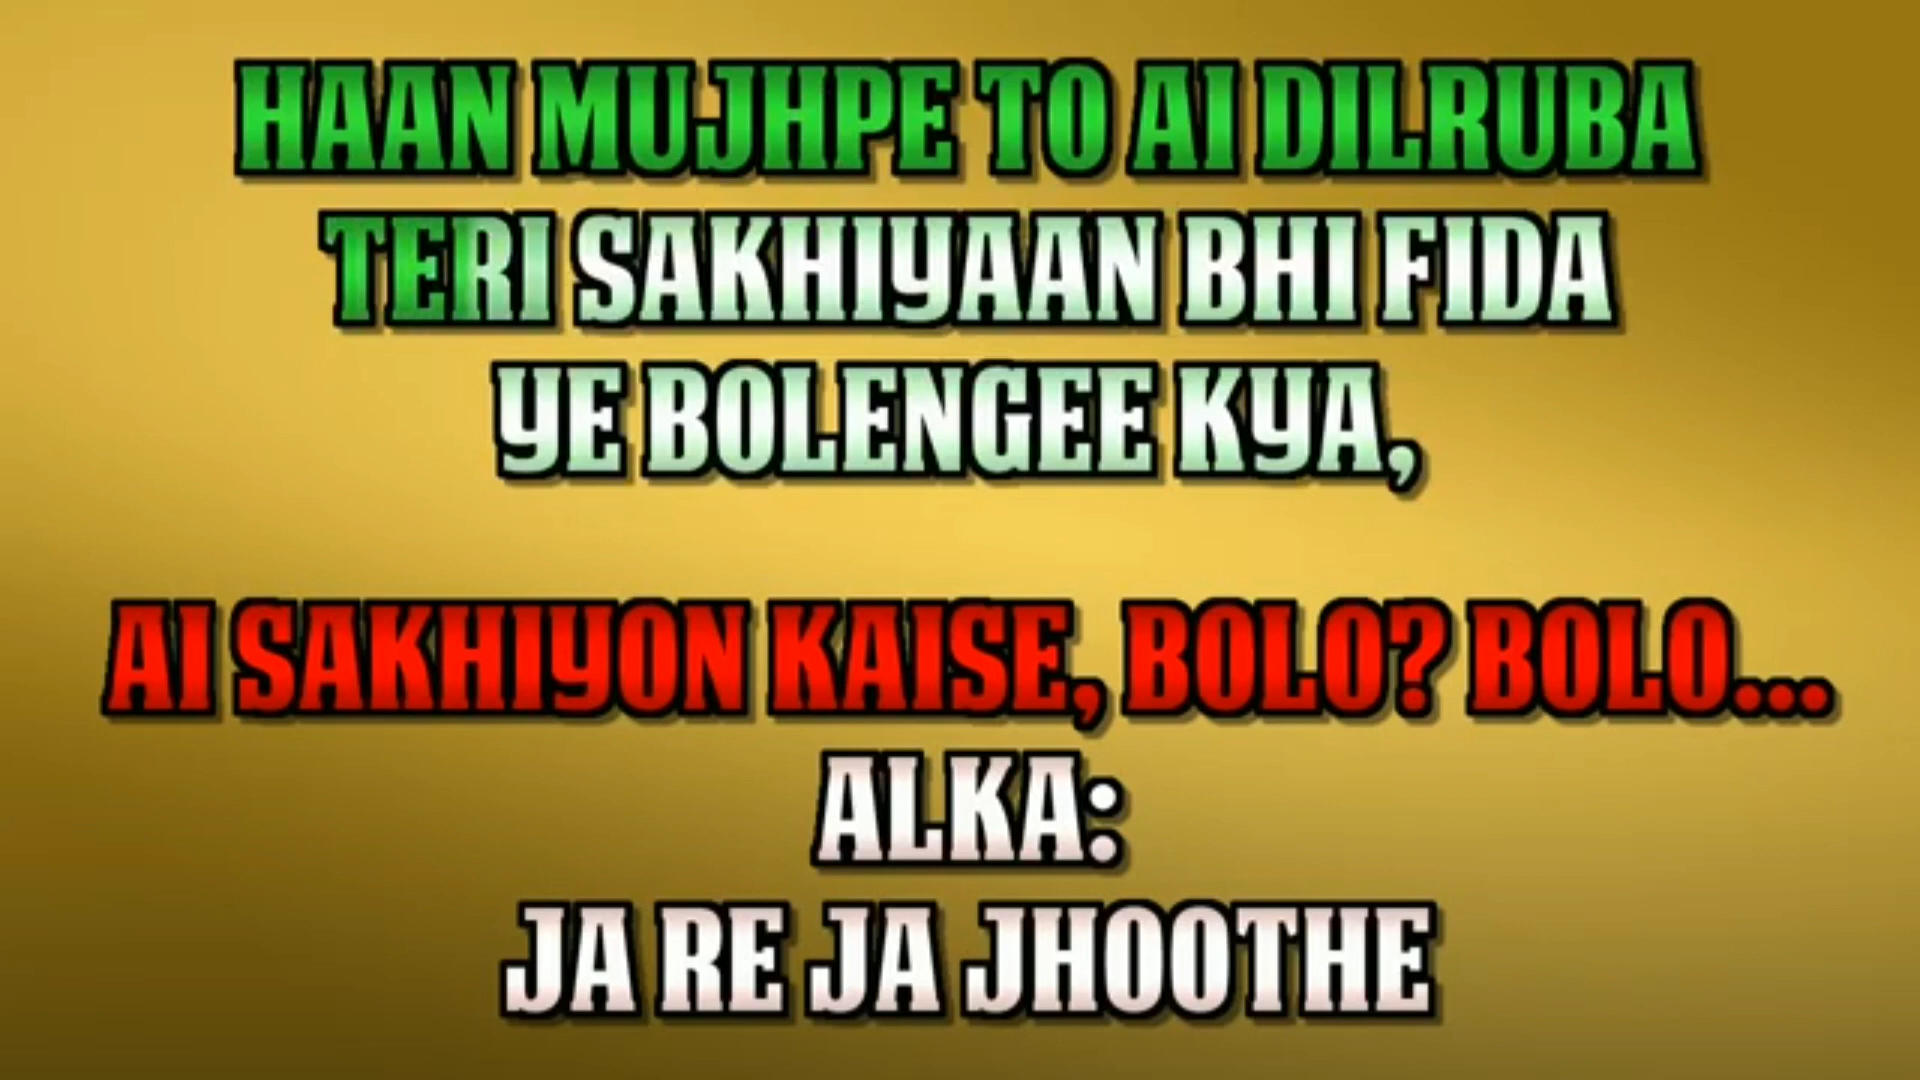 HAAN MUJHPE TO AI DILRUBA
TERI SAKHIYAAN BHI FIDA
YE BOLENGEE KYA,
AI SAKHIYON KAISE, BOLO? BOLO...
ALKA:
JA RE JA JHOOTHE